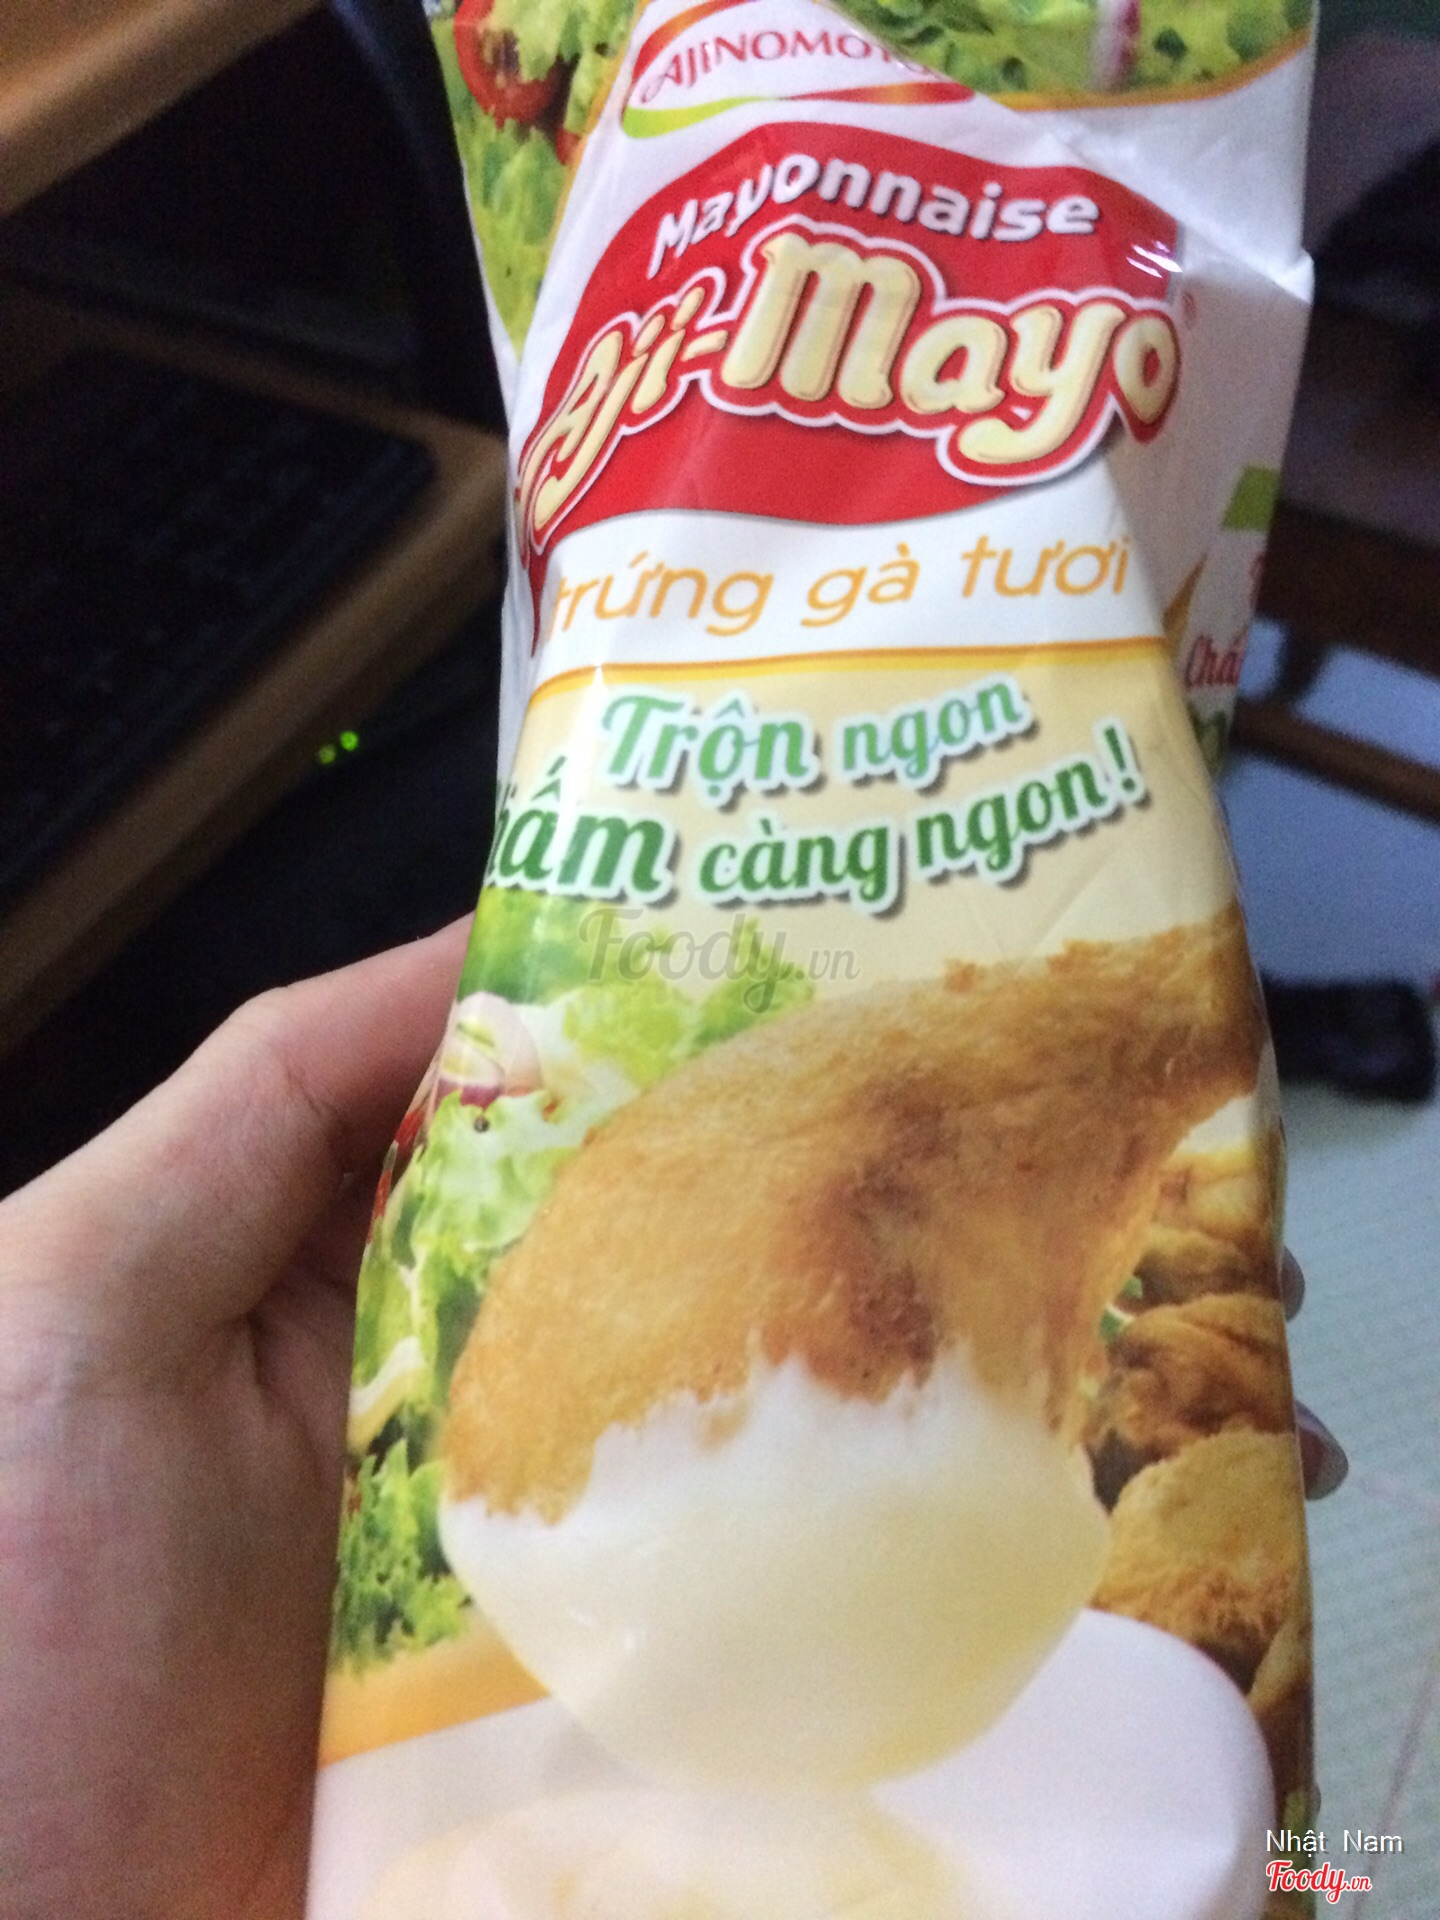 AJINOMOTO
Mayonnaise
Aji-Mayo®
trứng gà tươi
Trộn ngon
Chấm càng ngon!
Foody.vn
Nhật Nam
Foody.vn